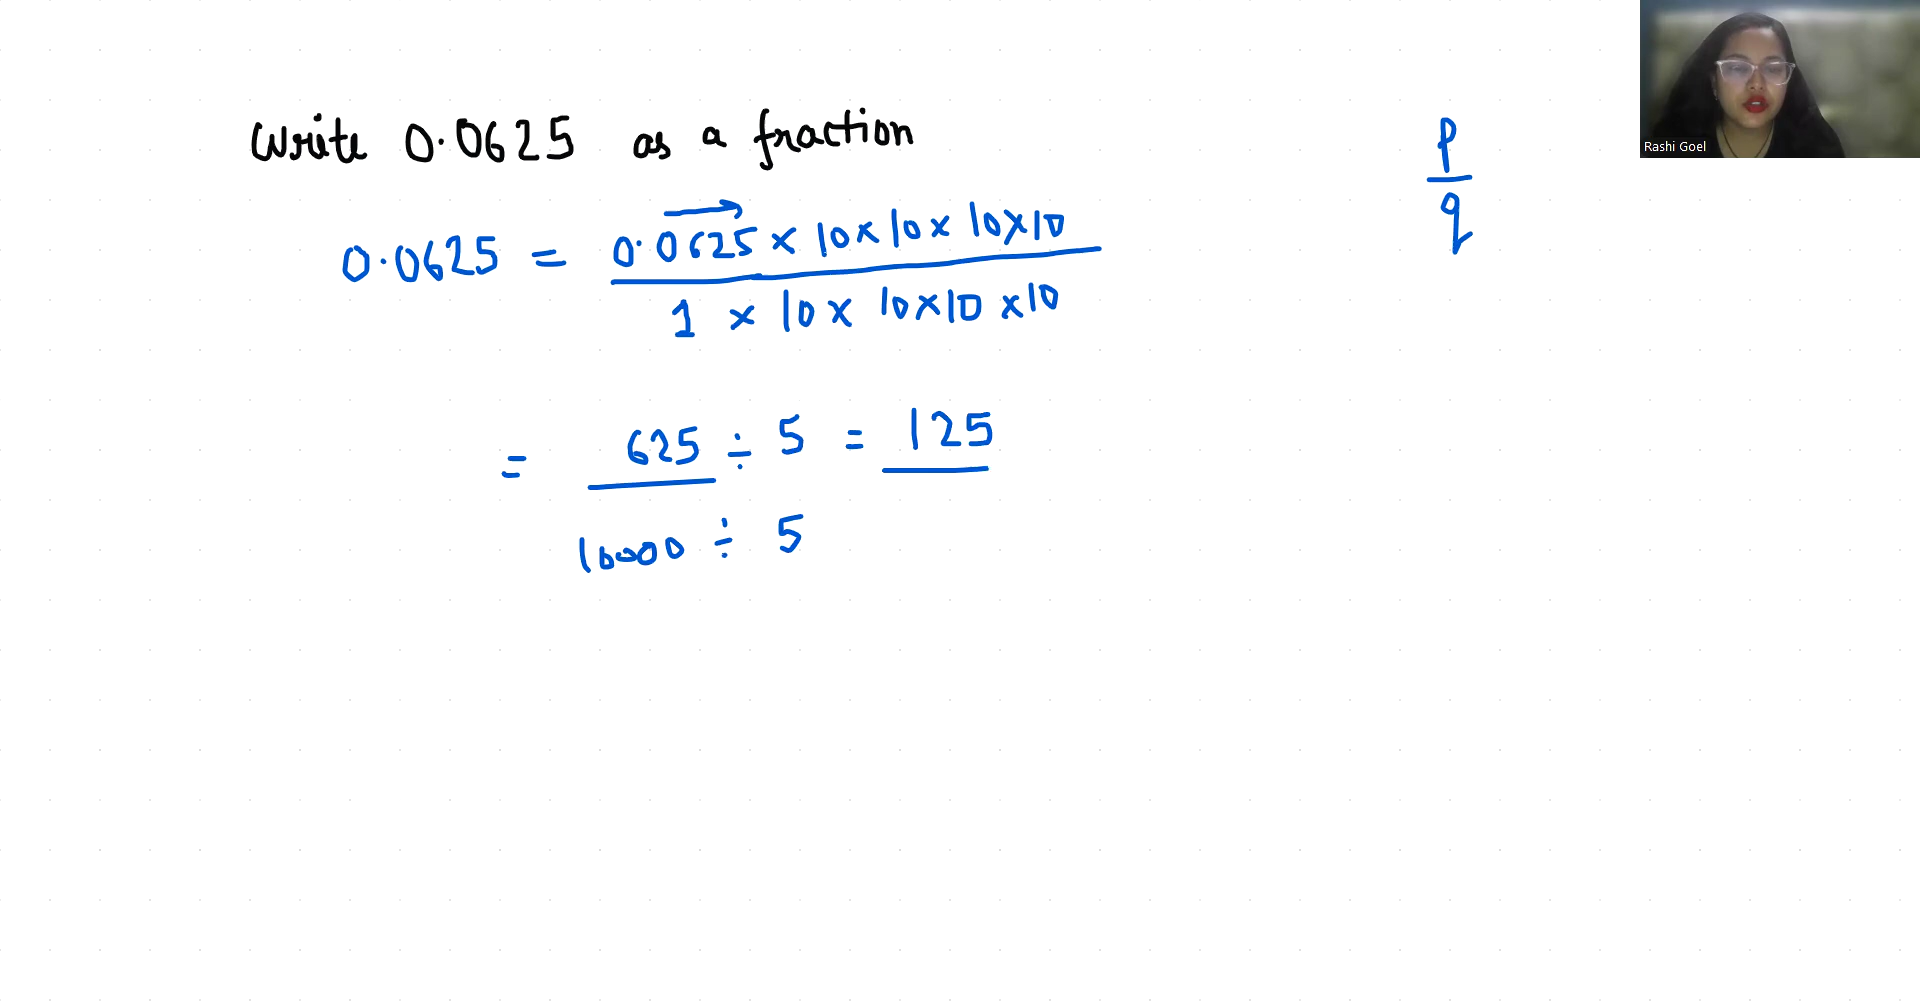 Write 0.0625 as a fraction
p
q
0.0625 = 0.0625 × 10 × 10 × 10 × 10
1 × 10 × 10 × 10 × 10
= 625 ÷ 5 = 125
10000 ÷ 5
Rashi Goel